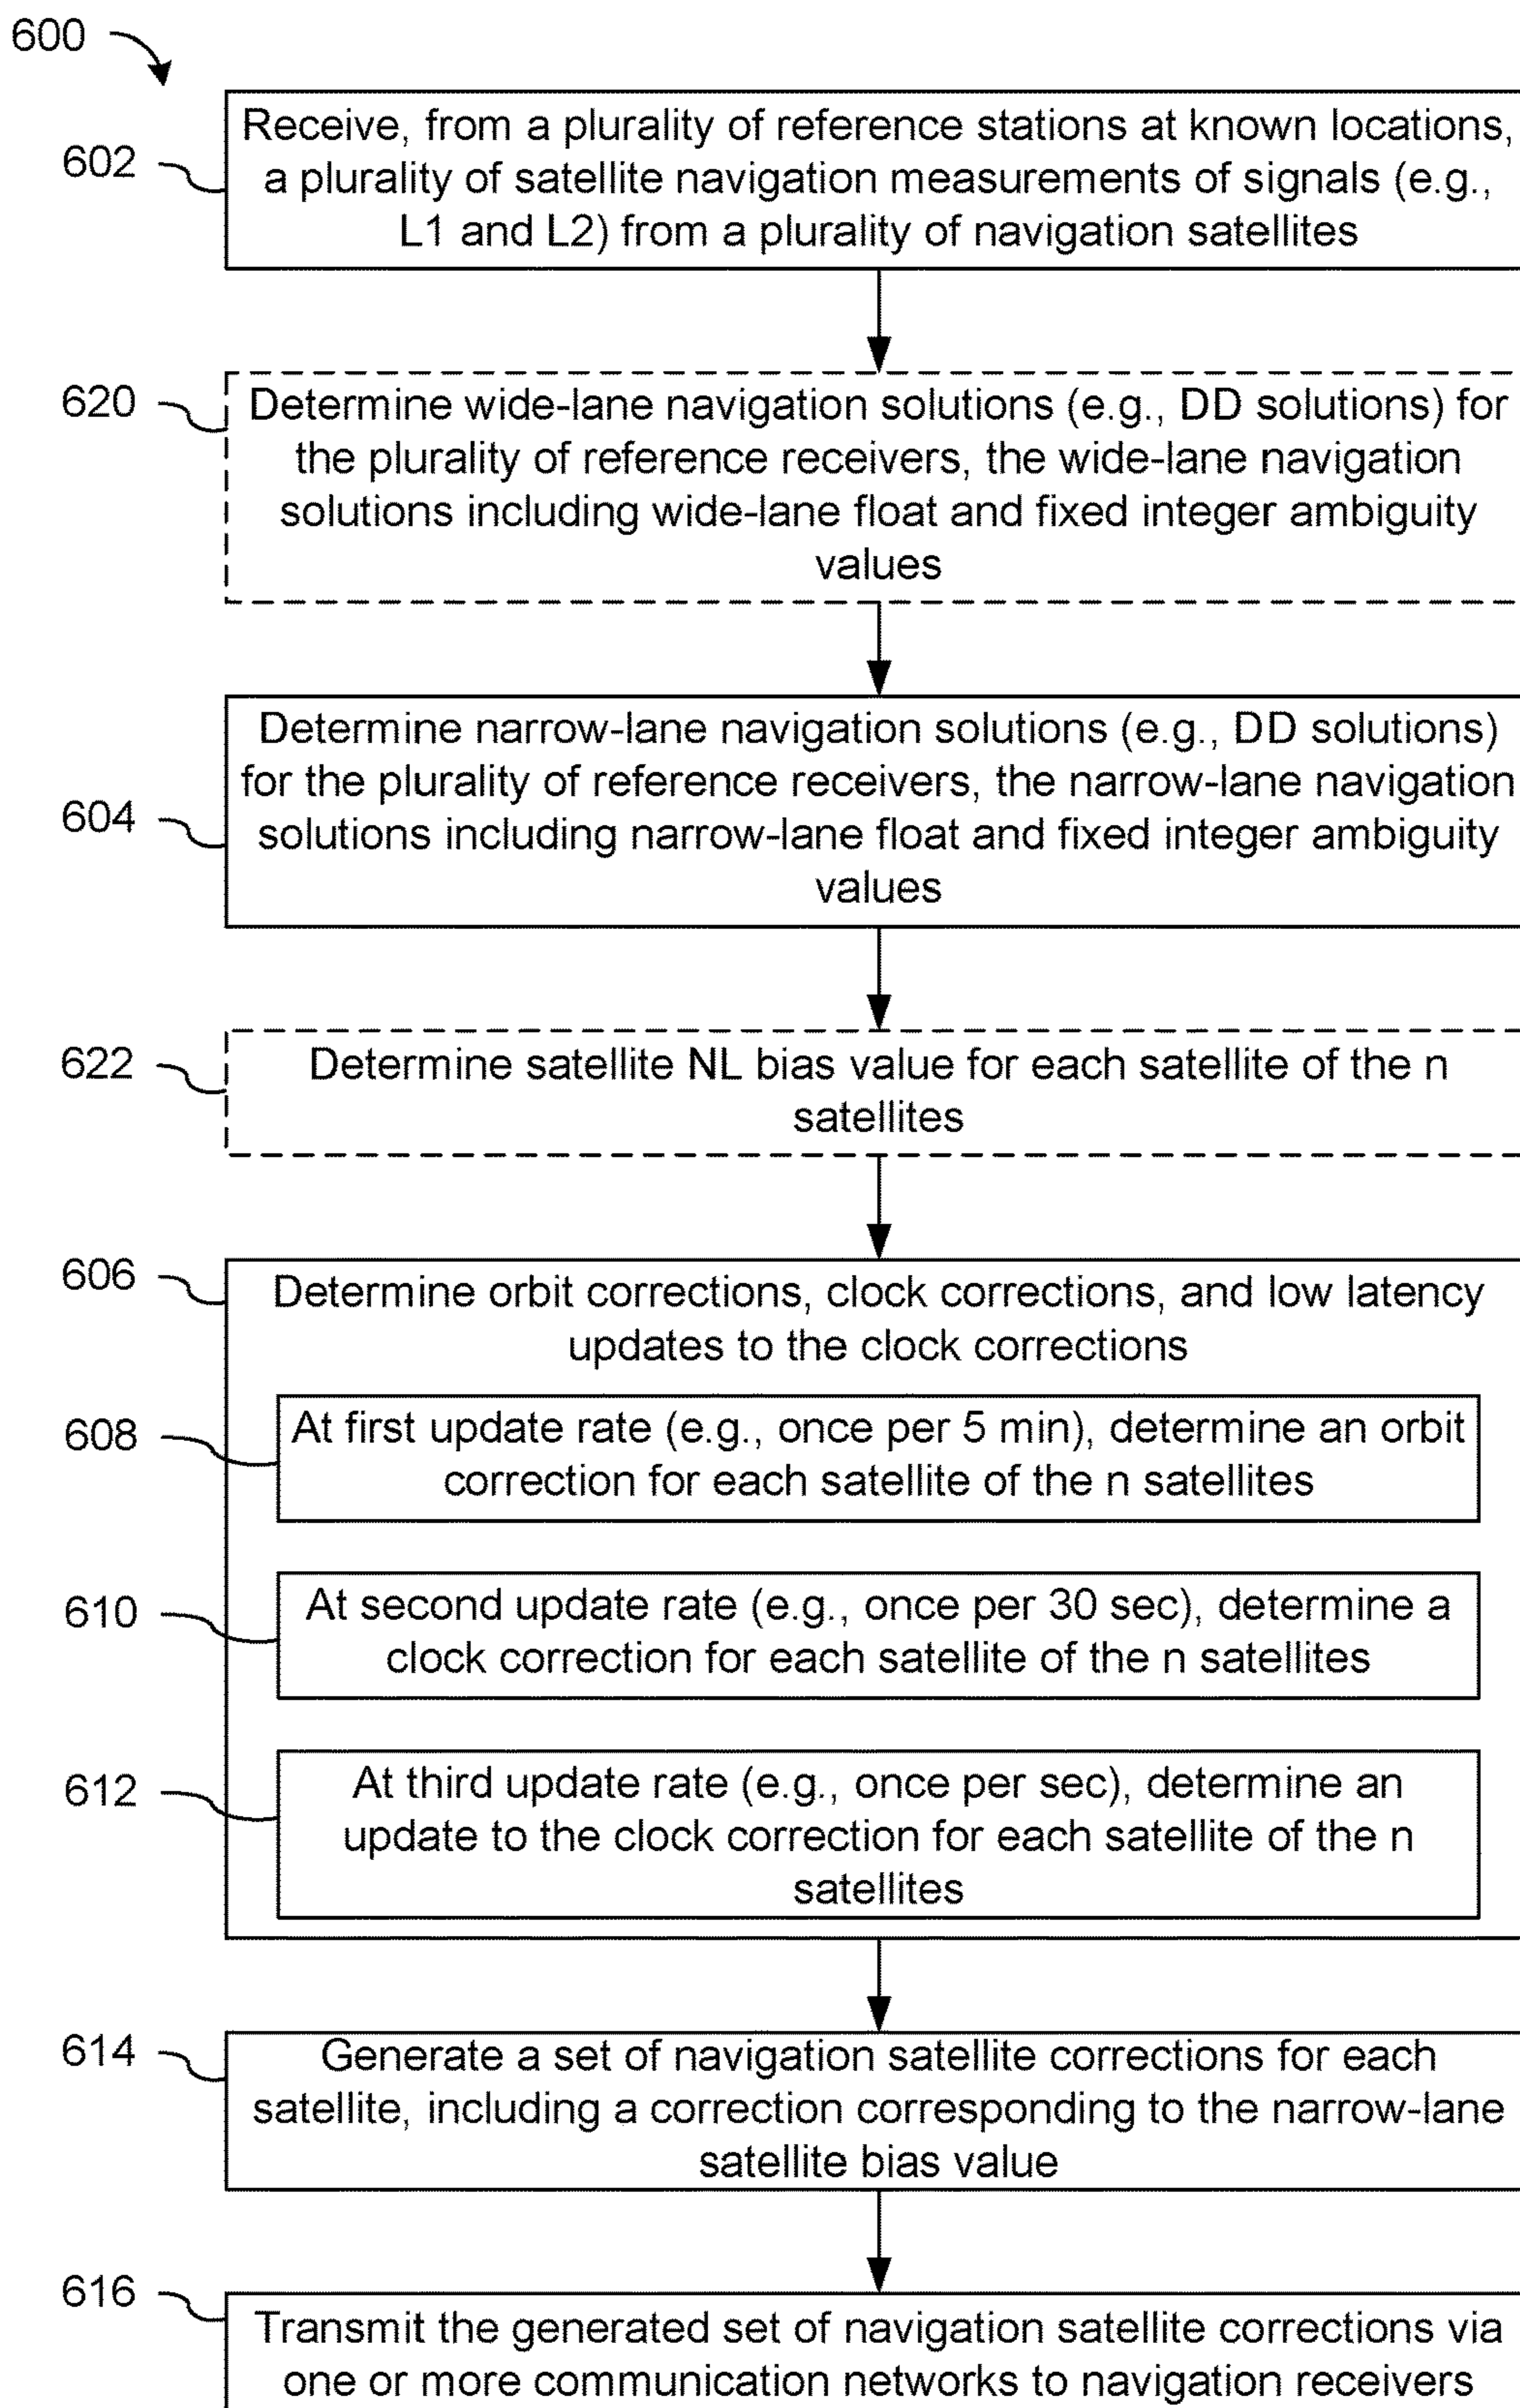 600
602
Receive, from a plurality of reference stations at known locations,
a plurality of satellite navigation measurements of signals (e.g.,
L1 and L2) from a plurality of navigation satellites
620
Determine wide-lane navigation solutions (e.g., DD solutions) for
the plurality of reference receivers, the wide-lane navigation
solutions including wide-lane float and fixed integer ambiguity
values
604
Determine narrow-lane navigation solutions (e.g., DD solutions)
for the plurality of reference receivers, the narrow-lane navigation
solutions including narrow-lane float and fixed integer ambiguity
values
622
Determine satellite NL bias value for each satellite of the n
satellites
606
Determine orbit corrections, clock corrections, and low latency
updates to the clock corrections
608
At first update rate (e.g., once per 5 min), determine an orbit
correction for each satellite of the n satellites
610
At second update rate (e.g., once per 30 sec), determine a
clock correction for each satellite of the n satellites
612
At third update rate (e.g., once per sec), determine an
update to the clock correction for each satellite of the n
satellites
614
Generate a set of navigation satellite corrections for each
satellite, including a correction corresponding to the narrow-lane
satellite bias value
616
Transmit the generated set of navigation satellite corrections via
one or more communication networks to navigation receivers